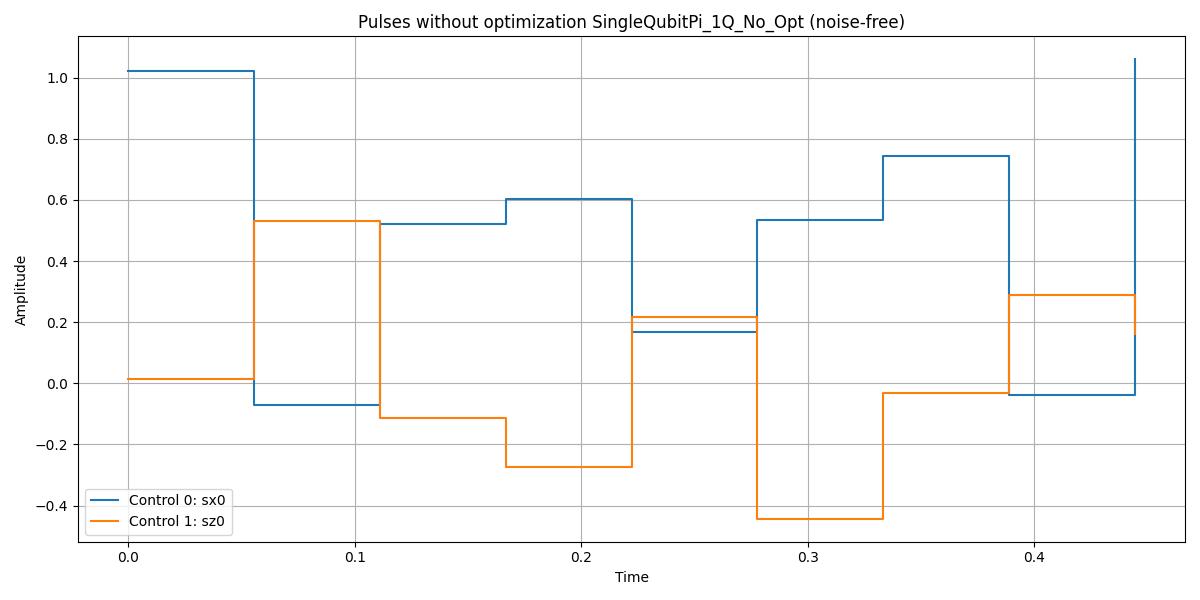 Pulses without optimization SingleQubitPi_1Q_No_Opt (noise-free)
Amplitude
1.0
0.8
0.6
0.4
0.2
0.0
−0.2
−0.4
Control 0: sx0
Control 1: sz0
0.0 0.1 0.2 0.3 0.4
Time